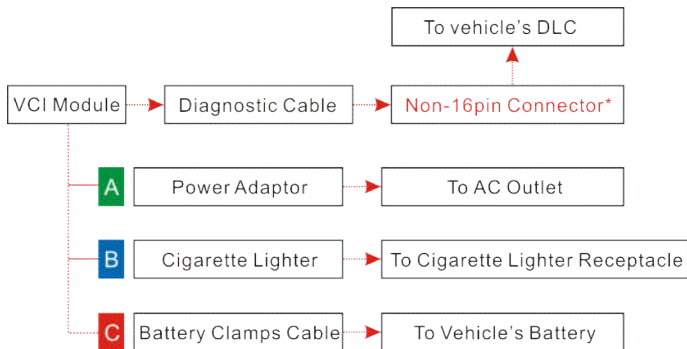 To vehicle's DLC
VCI Module
Diagnostic Cable
Non-16pin Connector*
A
Power Adaptor
To AC Outlet
B
Cigarette Lighter
To Cigarette Lighter Receptacle
C
Battery Clamps Cable
To Vehicle's Battery